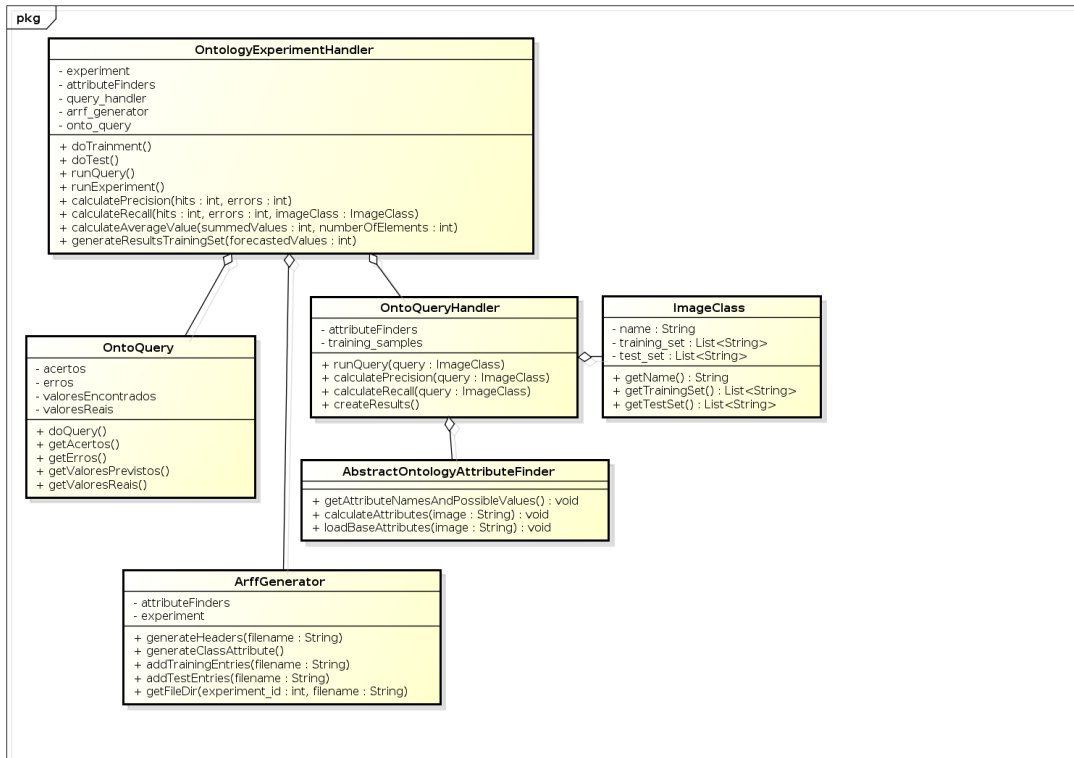 pkg
OntologyExperimentHandler
- experiment
- attributeFinders
- query_handler
- arrf_generator
- onto_query
+ doTrainment()
+ doTest()
+ runQuery()
+ runExperiment()
+ calculatePrecision(hits : int, errors : int)
+ calculateRecall(hits : int, errors : int, imageClass : ImageClass)
+ calculateAverageValue(summedValues : int, numberOfElements : int)
+ generateResultsTrainingSet(forecastedValues : int)
OntoQuery
- acertos
- erros
- valoresEncontrados
- valoresReais
+ doQuery()
+ getAcertos()
+ getErros()
+ getValoresPrevistos()
+ getValoresReais()
OntoQueryHandler
- attributeFinders
- training_samples
+ runQuery(query : ImageClass)
+ calculatePrecision(query : ImageClass)
+ calculateRecall(query : ImageClass)
+ createResults()
ImageClass
- name : String
- training_set : List<String>
- test_set : List<String>
+ getName() : String
+ getTrainingSet() : List<String>
+ getTestSet() : List<String>
AbstractOntologyAttributeFinder
+ getAttributeNamesAndPossibleValues() : void
+ calculateAttributes(image : String) : void
+ loadBaseAttributes(image : String) : void
ArffGenerator
- attributeFinders
- experiment
+ generateHeaders(filename : String)
+ generateClassAttribute()
+ addTrainingEntries(filename : String)
+ addTestEntries(filename : String)
+ getFileDir(experiment_id : int, filename : String)